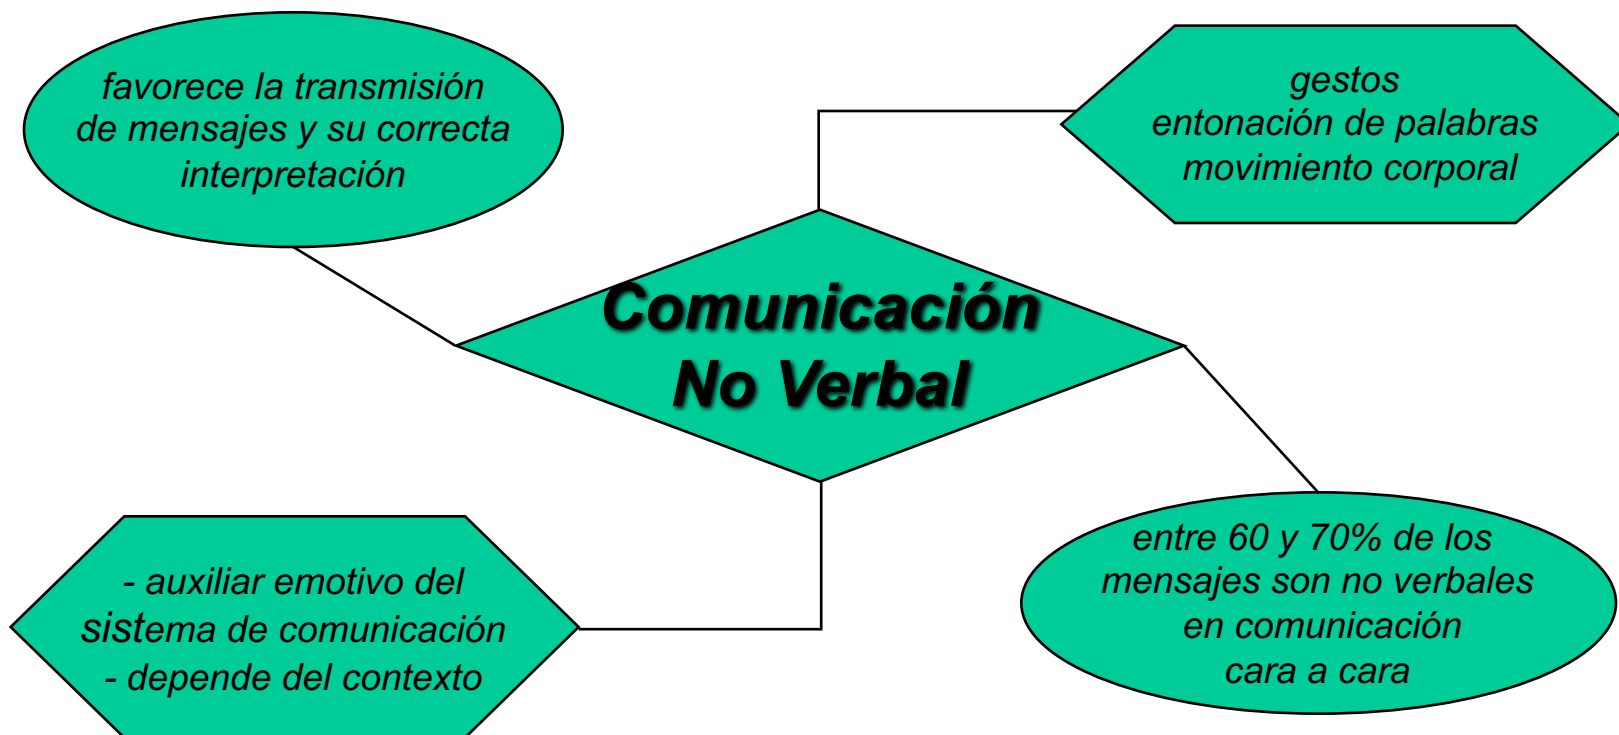 favorece la transmisión
de mensajes y su correcta
interpretación
gestos
entonación de palabras
movimiento corporal
Comunicación
No Verbal
- auxiliar emotivo del
sistema de comunicación
- depende del contexto
entre 60 y 70% de los
mensajes son no verbales
en comunicación
cara a cara